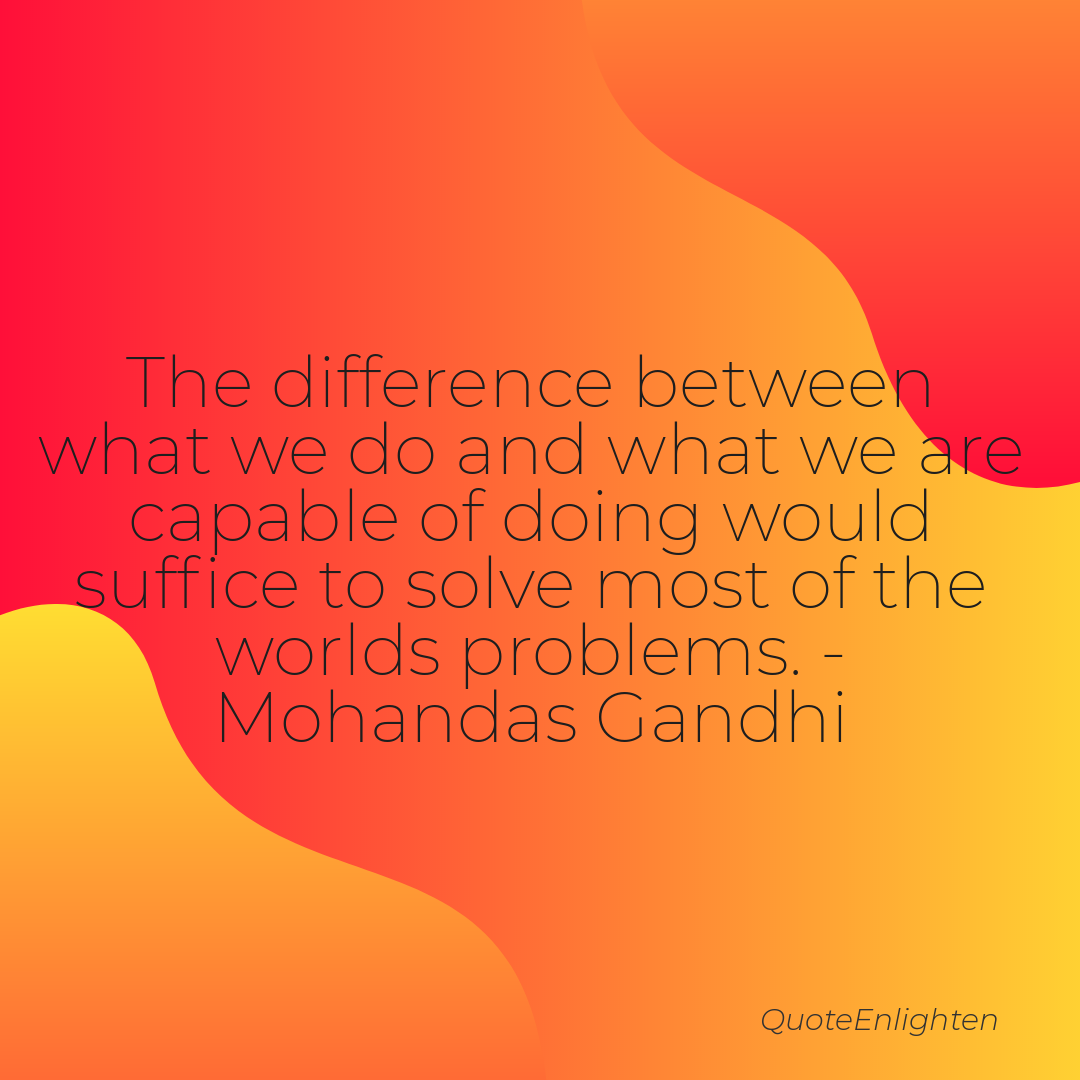 The difference between
what we do and what we are
capable of doing would
suffice to solve most of the
worlds problems. -
Mohandas Gandhi
QuoteEnlighten